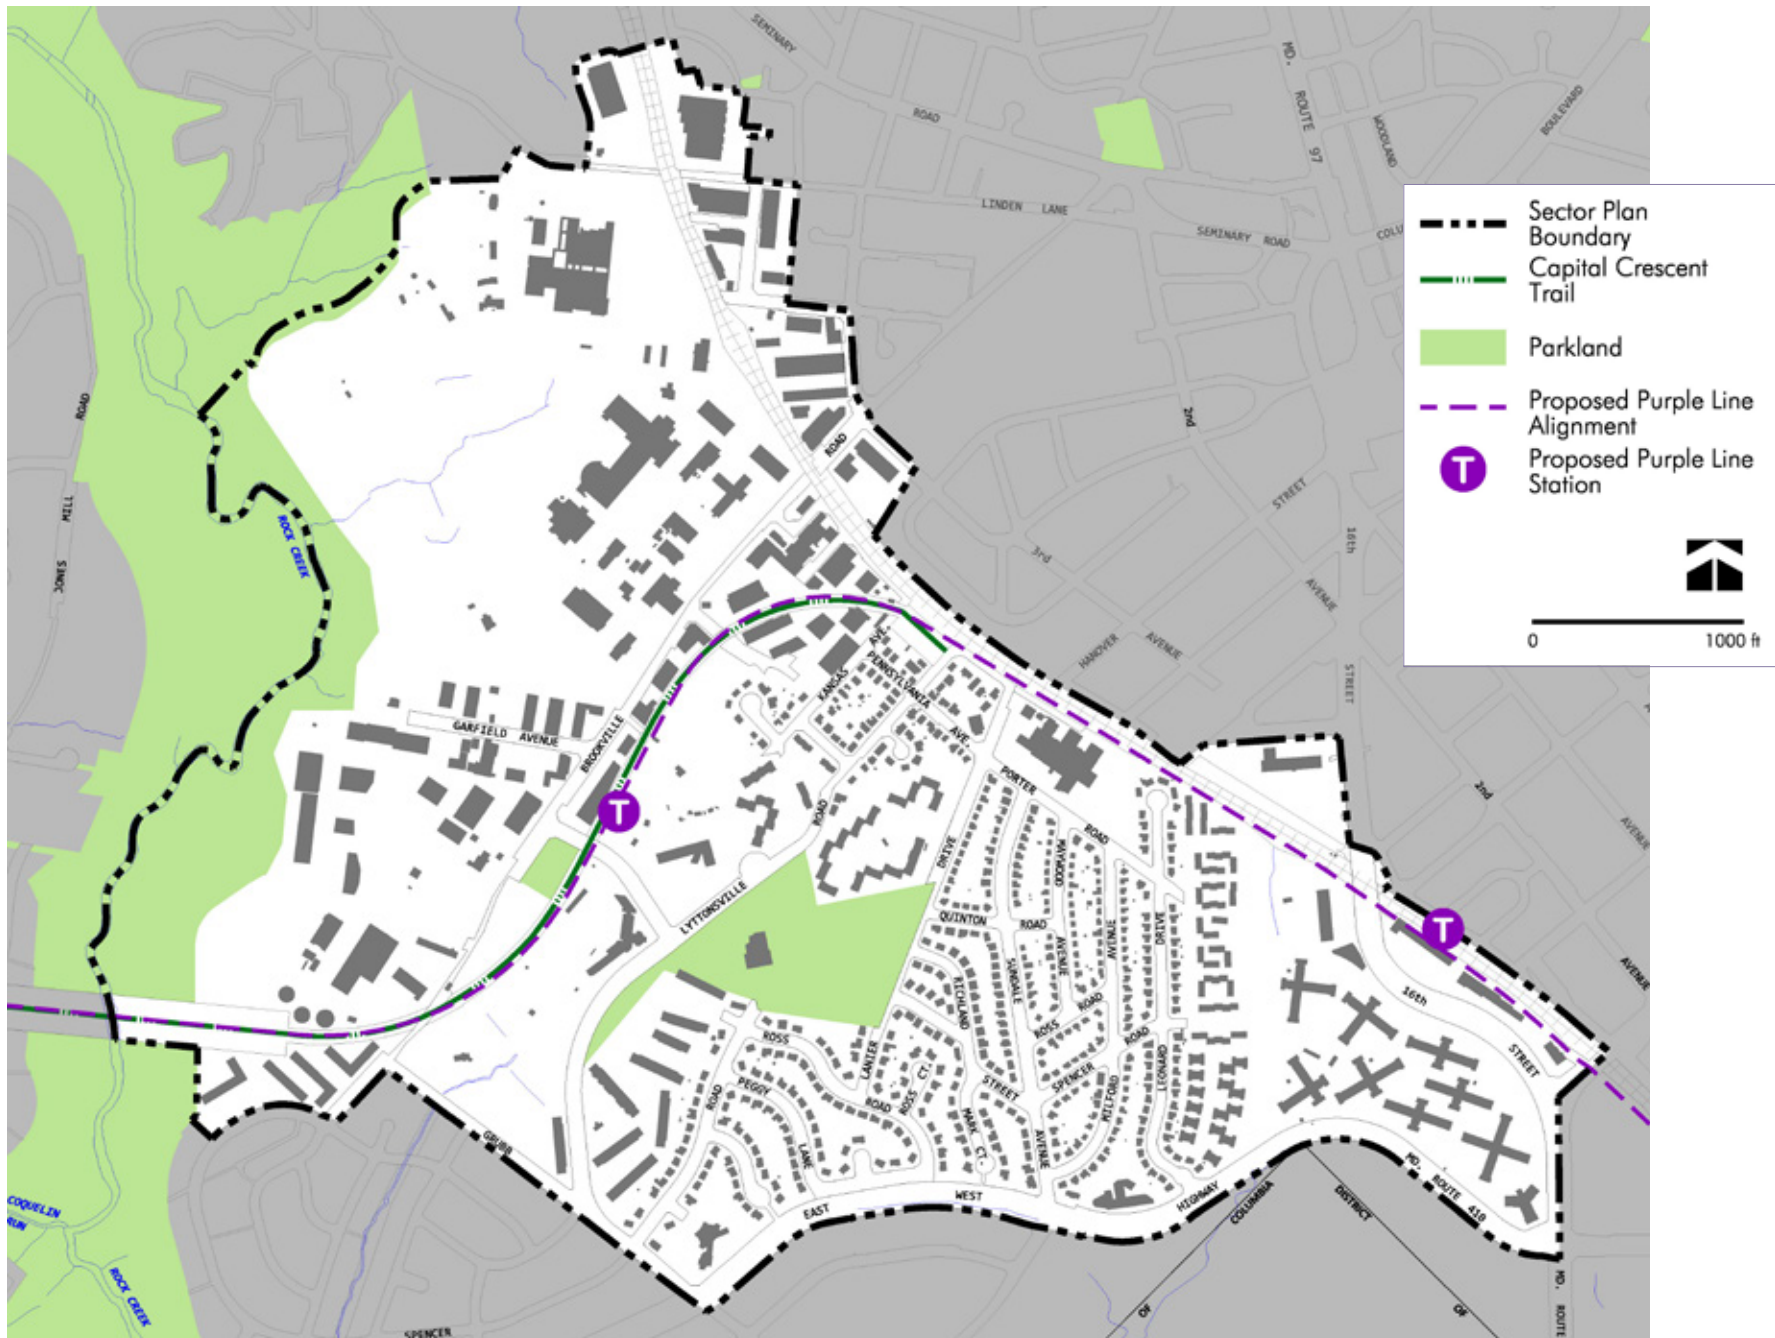 SEMINARY
ROAD
MD. ROUTE 97
WOODLAND
BOULEVARD
LINDEN LANE
SEMINARY ROAD
COLU
Sector Plan
Boundary
Capital Crescent
Trail
Parkland
Proposed Purple Line
Alignment
T
Proposed Purple Line
Station
0
1000 ft
ROAD
MILL
JONES
ROCK CREEK
ROAD
2nd
STREET
16th
3rd
AVENUE
HANOVER
AVENUE
STREET
2nd
AVENUE
AVENUE
GARFIELD AVENUE
BROOKVILLE
AVE.
KANSAS
PENNSYLVANIA
AVE.
T
ROAD
LYTTONSVILLE
PORTER
ROAD
DRIVE
MAYWOOD
QUINTON
ROAD
AVENUE
AVENUE
DRIVE
SUNDALE
RICHLAND
ROSS
ROAD
ROAD
SPENCER
LEONARD
MILFORD
T
16th
STREET
ROSS
LANIER
CT.
ROSS
STREET
ROAD
PEGGY
ROAD
LANE
MARK CT.
AVENUE
GRUBB
EAST
WEST
HIGHWAY
COLUMBIA
DISTRICT
OF
OF
MD. ROUTE
410
MD. ROUTE
COQUELIN
RUN
ROCK CREEK
SPENCER